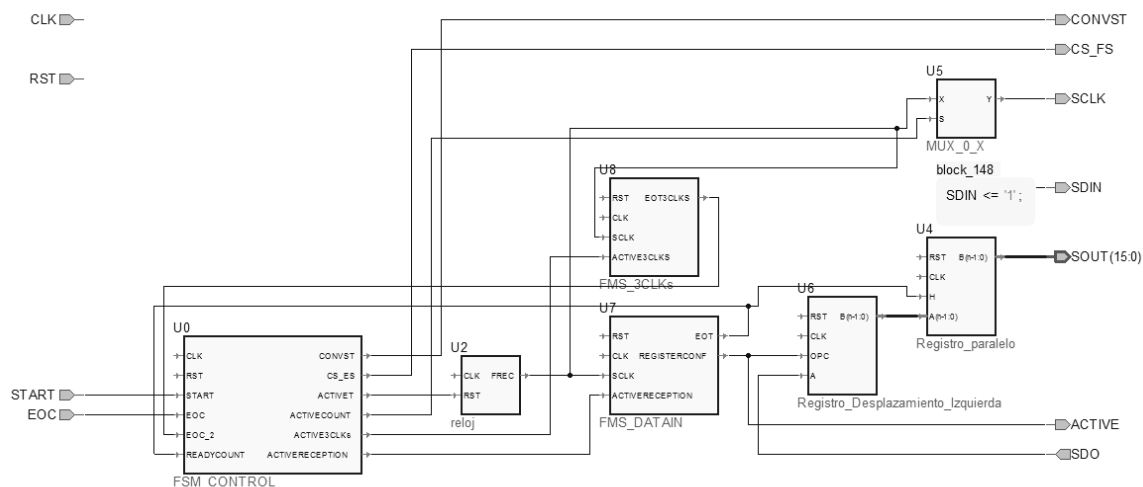 CLK
RST
CONVST
CS_FS
U5
X
Y
S
MUX_0_X
SCLK
block_148
SDIN <= '1' ;
SDIN
U8
RST
EOT3CLKS
CLK
SCLK
ACTIVE3CLKS
FMS_3CLKs
U4
RST
B(n-1:0)
CLK
H
A(n-1:0)
Registro_paralelo
SOUT(15:0)
U6
RST
B(n-1:0)
CLK
OPC
A
Registro_Desplazamiento_Izquierda
U7
RST
EOT
CLK
REGISTERCONF
SCLK
ACTIVERECEPTION
FMS_DATAIN
U2
CLK
FREC
RST
reloj
U0
CLK
CONVST
RST
CS_ES
START
ACTIVET
EOC
ACTIVECOUNT
EOC_2
ACTIVE3CLKs
READYCOUNT
ACTIVERECEPTION
FSM_CONTROL
START
EOC
ACTIVE
SDO